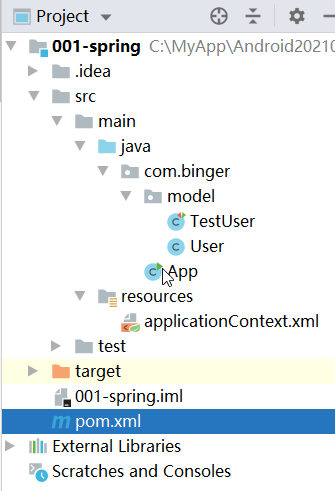 Project
001-spring C:\MyApp\Android2021
.idea
src
main
java
com.binger
model
TestUser
User
App
resources
applicationContext.xml
test
target
001-spring.iml
pom.xml
External Libraries
Scratches and Consoles